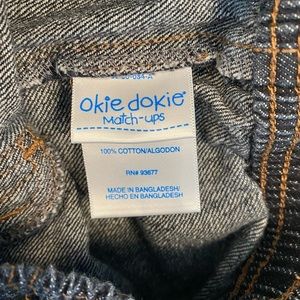 okie dokie®
Match-ups
100% COTTON/ALGODON
RN# 93677
MADE IN BANGLADESH/
HECHO EN BANGLADESH